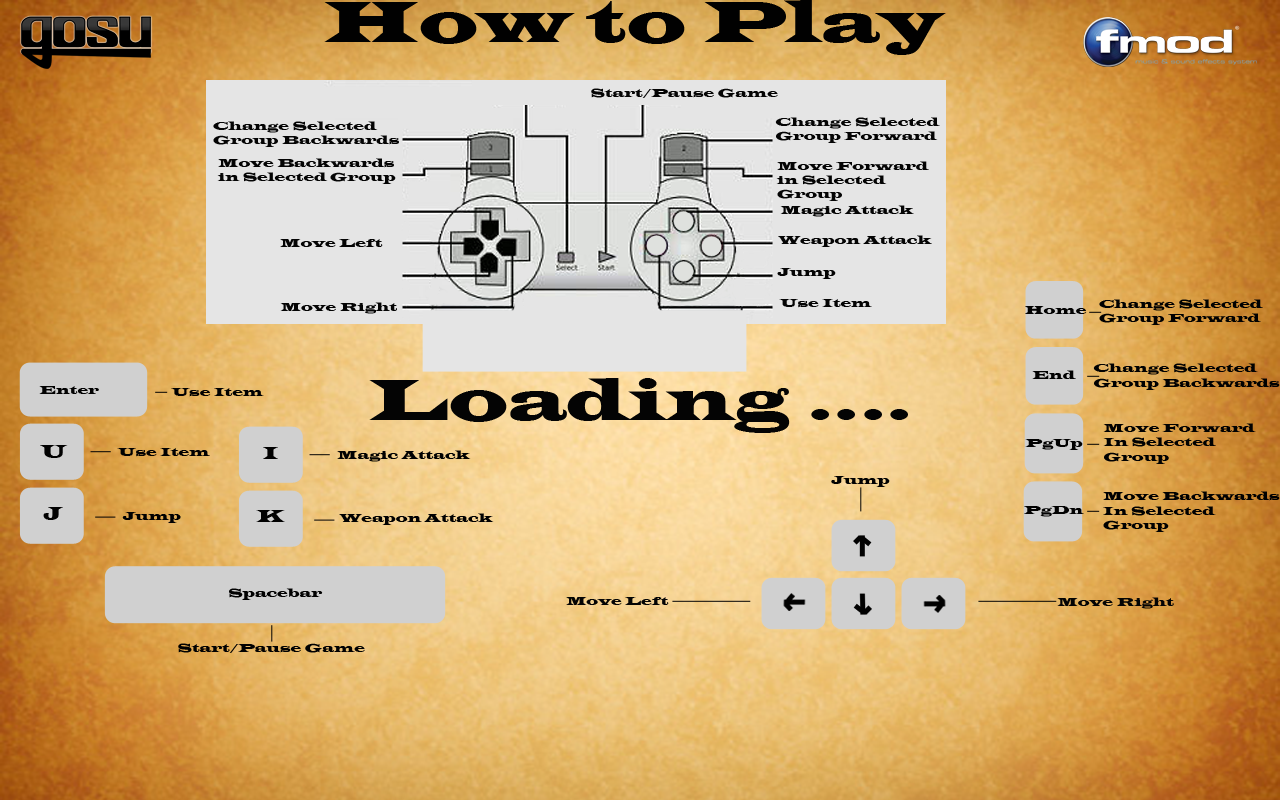 gosu
How to Play
fmod
Start/Pause Game
Change Selected
Group Backwards
Move Backwards
in Selected Group
Move Left
Move Right
2
1
Select
Start
2
1
Change Selected
Group Forward
Move Forward
in Selected
Group
Magic Attack
Weapon Attack
Jump
Use Item
Loading ....
Enter
Use Item
U
Use Item
I
Magic Attack
J
Jump
K
Weapon Attack
Spacebar
Start/Pause Game
Jump
↑
Move Left
←
↓
→
Move Right
Home
Change Selected
Group Forward
End
Change Selected
Group Backwards
PgUp
Move Forward
In Selected
Group
PgDn
Move Backwards
In Selected
Group